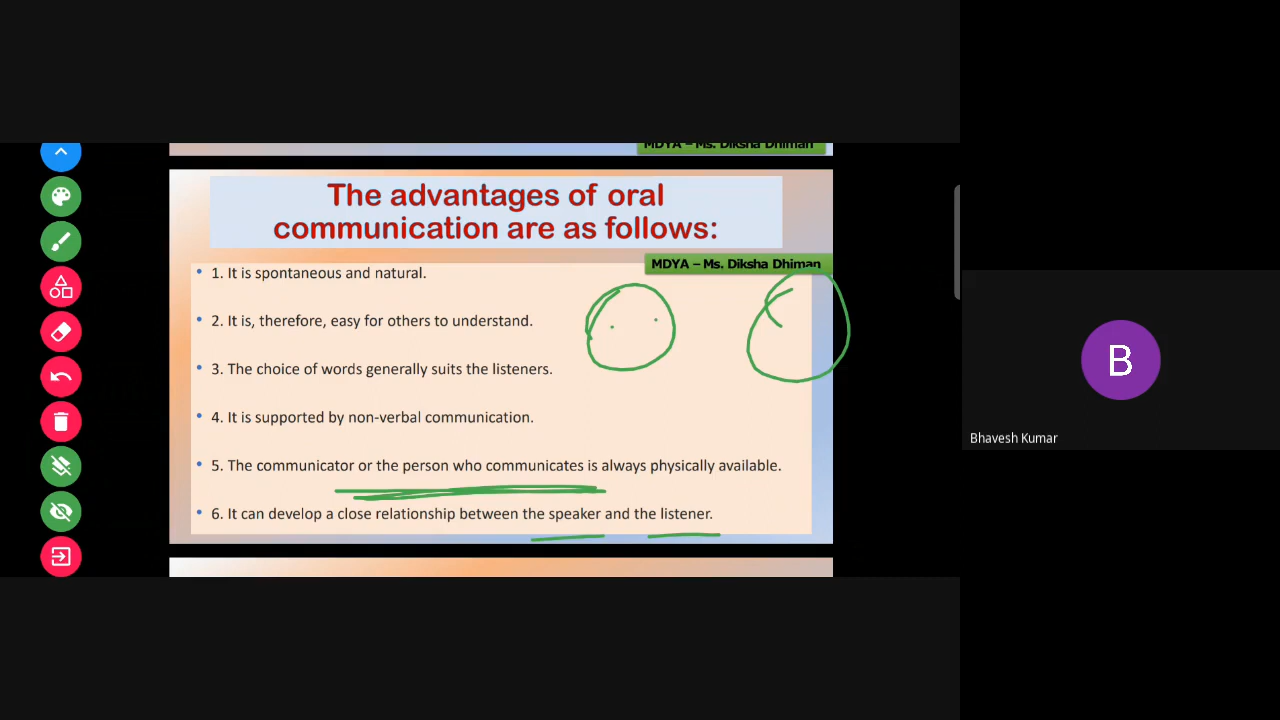 MDYA – Ms. Diksha Dhiman
The advantages of oral
communication are as follows:
MDYA – Ms. Diksha Dhiman
• 1. It is spontaneous and natural.
• 2. It is, therefore, easy for others to understand.
• 3. The choice of words generally suits the listeners.
• 4. It is supported by non-verbal communication.
• 5. The communicator or the person who communicates is always physically available.
• 6. It can develop a close relationship between the speaker and the listener.
B
Bhavesh Kumar